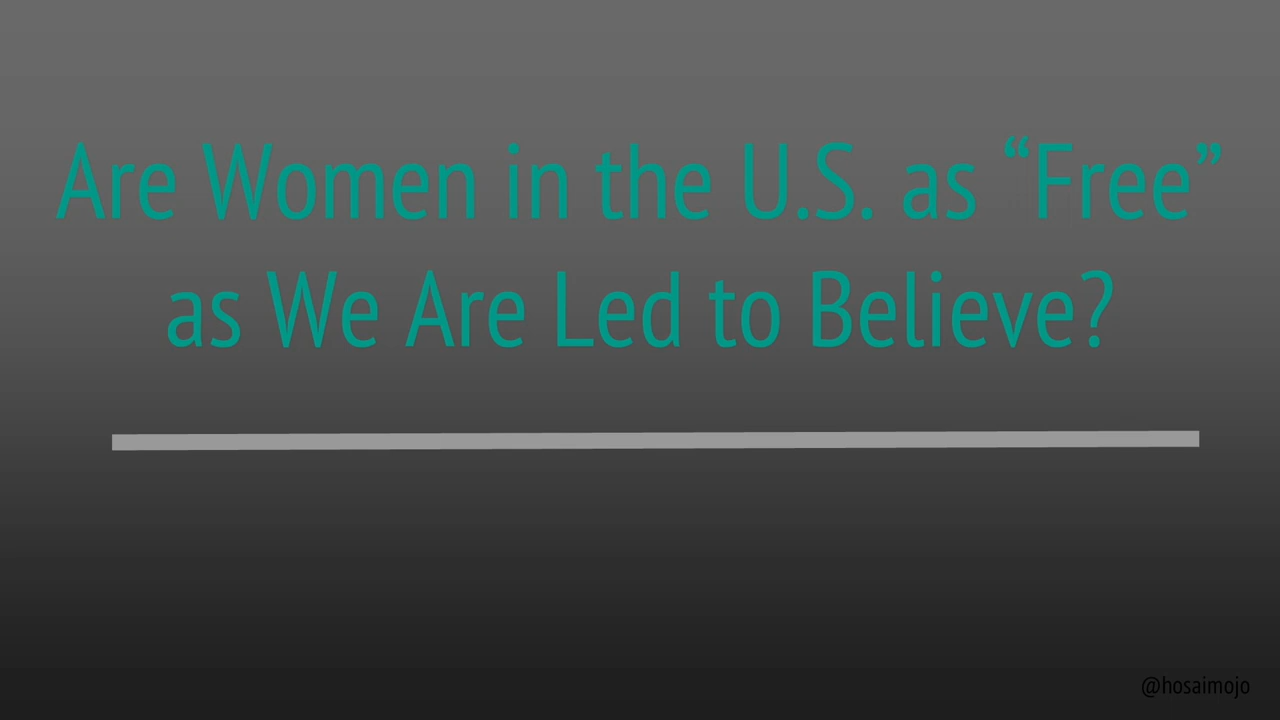 Are Women in the U.S. as “Free”
as We Are Led to Believe?
@hosaimojo